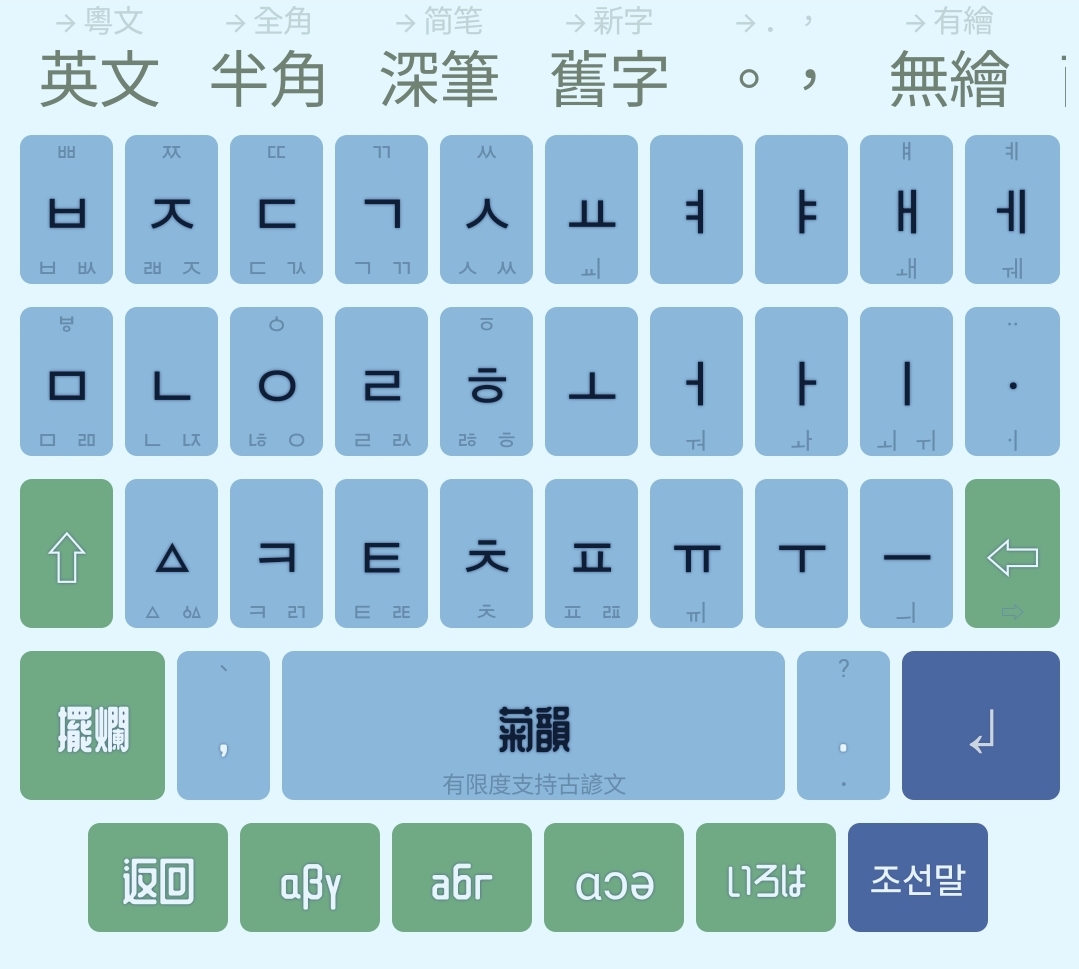 → 粵文 → 全角 → 简笔 → 新字 → . ， → 有繪
英文 半角 深筆 舊字 。， 無繪
ㅃ ㅉ ㄸ ㄲ ㅆ ㅒ ㅖ
ㅂ ㅈ ㄷ ㄱ ㅅ ㅛ ㅕ ㅑ ㅐ ㅔ
ㅂ ㅄ ㄼ ㅈ ㄷ ㄳ ㄱ ㄲ ㅅ ㅆ ㆉ ㅙ ㅞ
ㅸ ㆁ ㆆ ¨
ㅁ ㄴ ㅇ ㄹ ㅎ ㅗ ㅓ ㅏ ㅣ ㆍ
ㅁ ㄻ ㄴ ㄵ ㄶ ㅇ ㄹ ㄽ ㅀ ㅎ ㅝ ㅘ ㅚ ㅟ ㆎ
⇧ ㅿ ㅋ ㅌ ㅊ ㅍ ㅠ ㅜ ㅡ ⇦
ㅿ ㆃ ㅋ ㄺ ㅌ ㄾ ㅊ ㅍ ㄿ ㆌ ㅢ ⇨
、 ?
擺爛 , 菊韻 . ↲
有限度支持古諺文 ·
返回 αβγ абг ɑɔə いろは 조선말